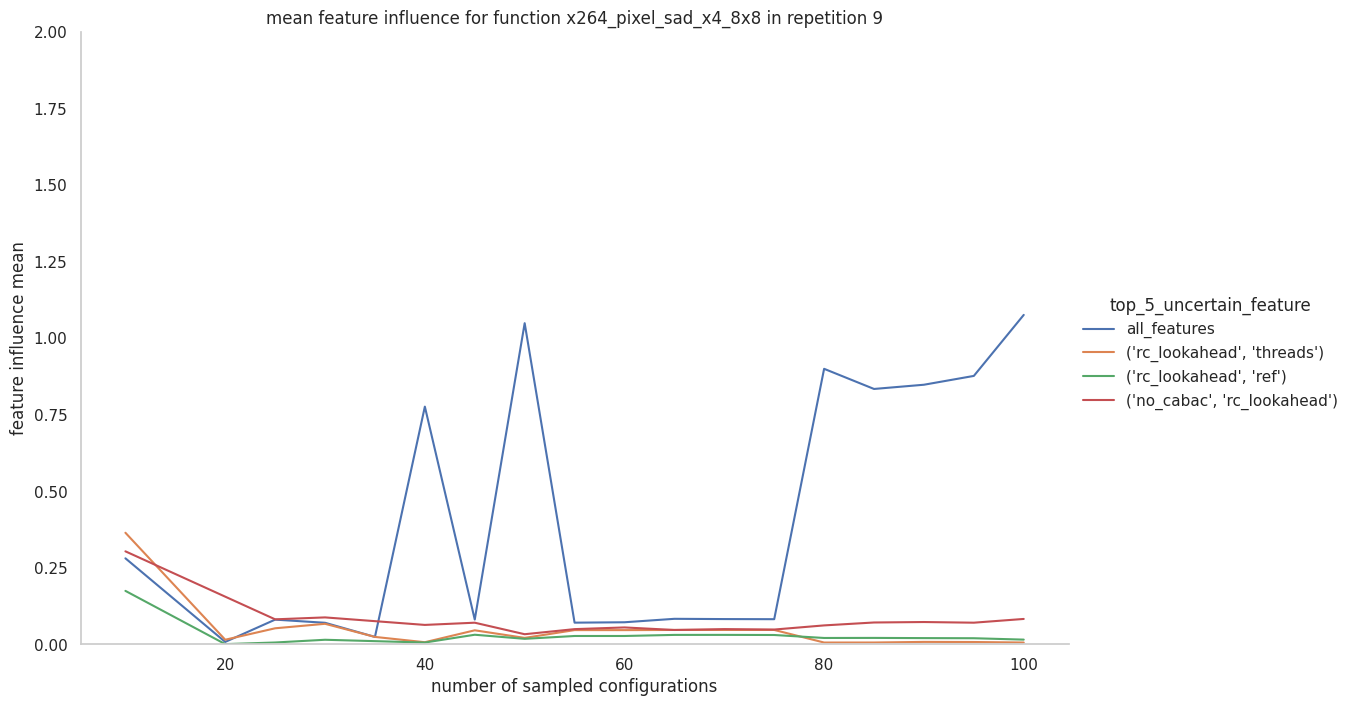 mean feature influence for function x264_pixel_sad_x4_8x8 in repetition 9
2.00
1.75
1.50
1.25
1.00
0.75
0.50
0.25
0.00
feature influence mean
20
40
60
80
100
number of sampled configurations
top_5_uncertain_feature
all_features
('rc_lookahead', 'threads')
('rc_lookahead', 'ref')
('no_cabac', 'rc_lookahead')